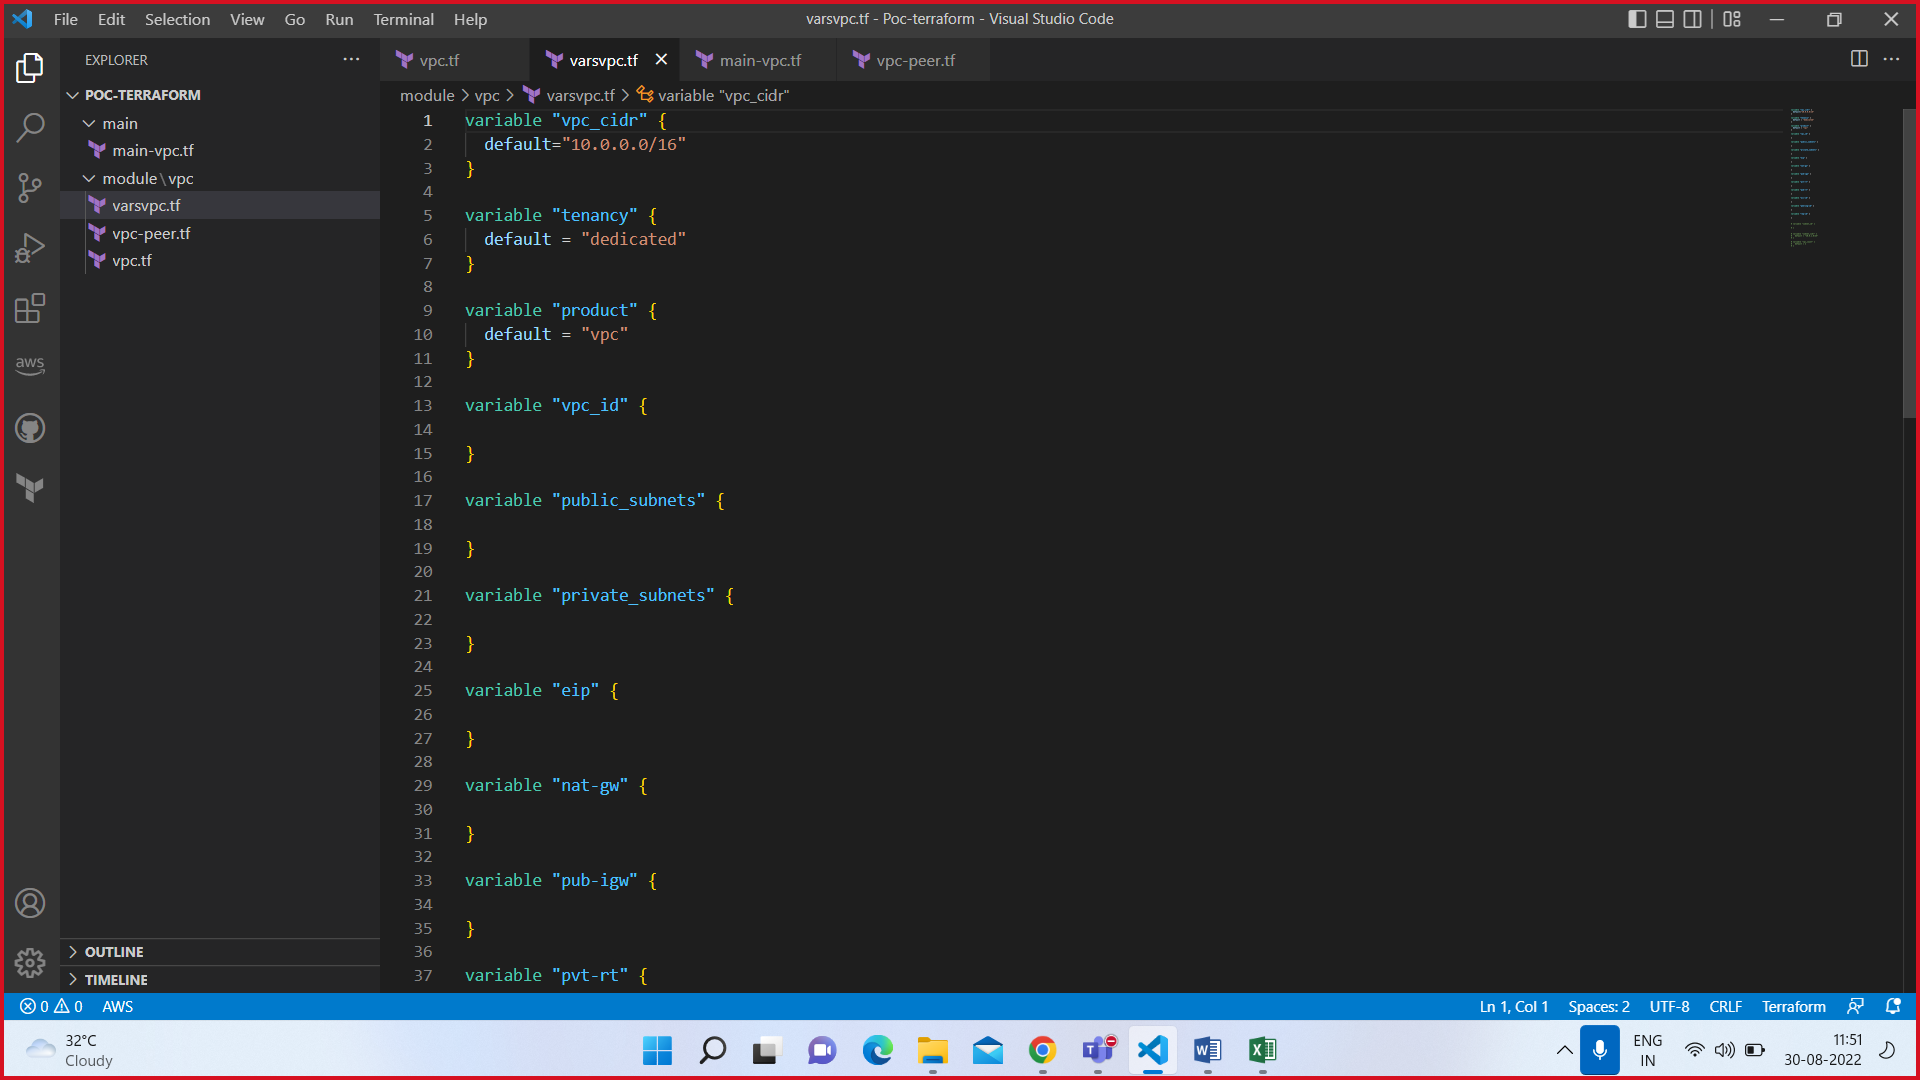 File Edit Selection View Go Run Terminal Help
varsvpc.tf - Poc-terraform - Visual Studio Code
EXPLORER
POC-TERRAFORM
main
main-vpc.tf
module\vpc
varsvpc.tf
vpc-peer.tf
vpc.tf
OUTLINE
TIMELINE
aws
vpc.tf varsvpc.tf main-vpc.tf vpc-peer.tf
module vpc varsvpc.tf variable "vpc_cidr"
1 variable "vpc_cidr" {
2 default="10.0.0.0/16"
3 }
4
5 variable "tenancy" {
6 default = "dedicated"
7 }
8
9 variable "product" {
10 default = "vpc"
11 }
12
13 variable "vpc_id" {
14
15 }
16
17 variable "public_subnets" {
18
19 }
20
21 variable "private_subnets" {
22
23 }
24
25 variable "eip" {
26
27 }
28
29 variable "nat-gw" {
30
31 }
32
33 variable "pub-igw" {
34
35 }
36
37 variable "pvt-rt" {
0 0 AWS
Ln 1, Col 1 Spaces: 2 UTF-8 CRLF Terraform
32°C
Cloudy
ENG
IN
11:51
30-08-2022